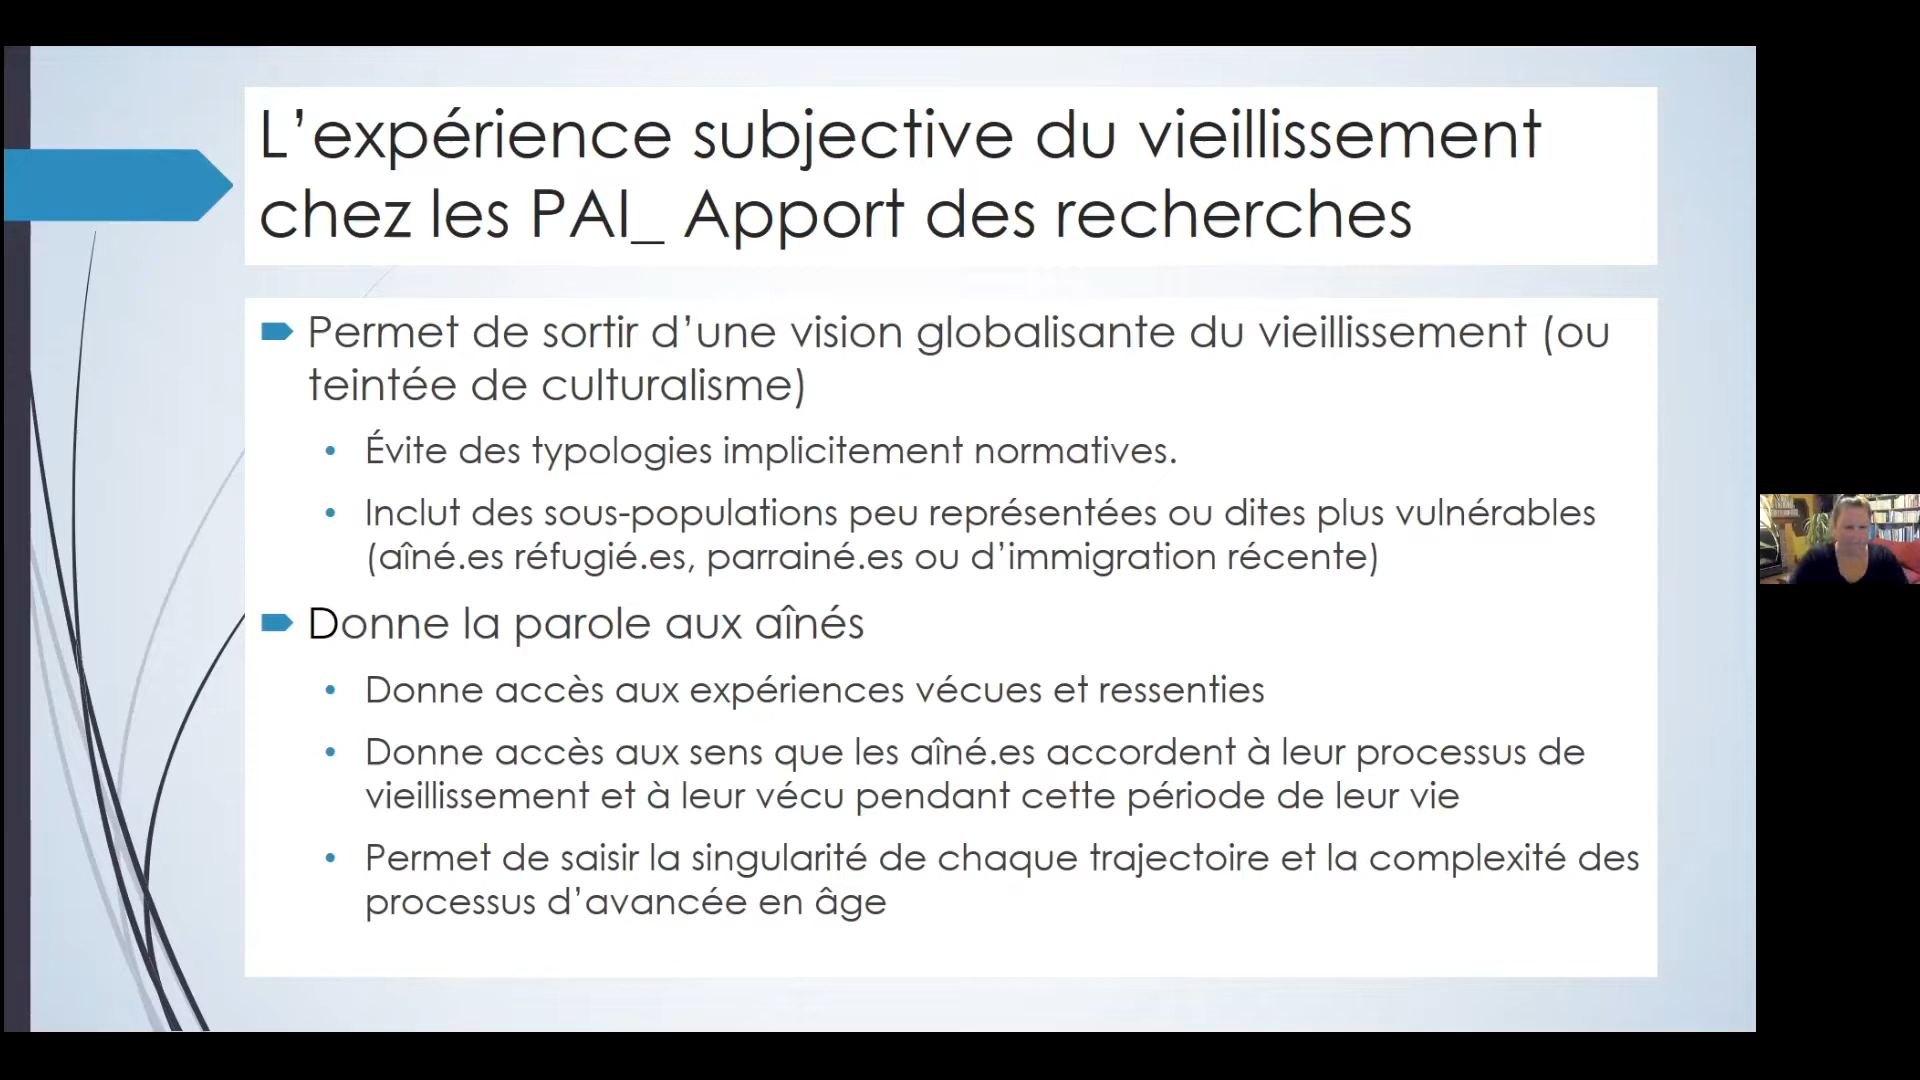 L’expérience subjective du vieillissement
chez les PAI_ Apport des recherches
Permet de sortir d’une vision globalisante du vieillissement (ou
teintée de culturalisme)
Évite des typologies implicitement normatives.
Inclut des sous-populations peu représentées ou dites plus vulnérables
(aîné.es réfugié.es, parrainé.es ou d’immigration récente)
Donne la parole aux aînés
Donne accès aux expériences vécues et ressenties
Donne accès aux sens que les aîné.es accordent à leur processus de
vieillissement et à leur vécu pendant cette période de leur vie
Permet de saisir la singularité de chaque trajectoire et la complexité des
processus d’avancée en âge